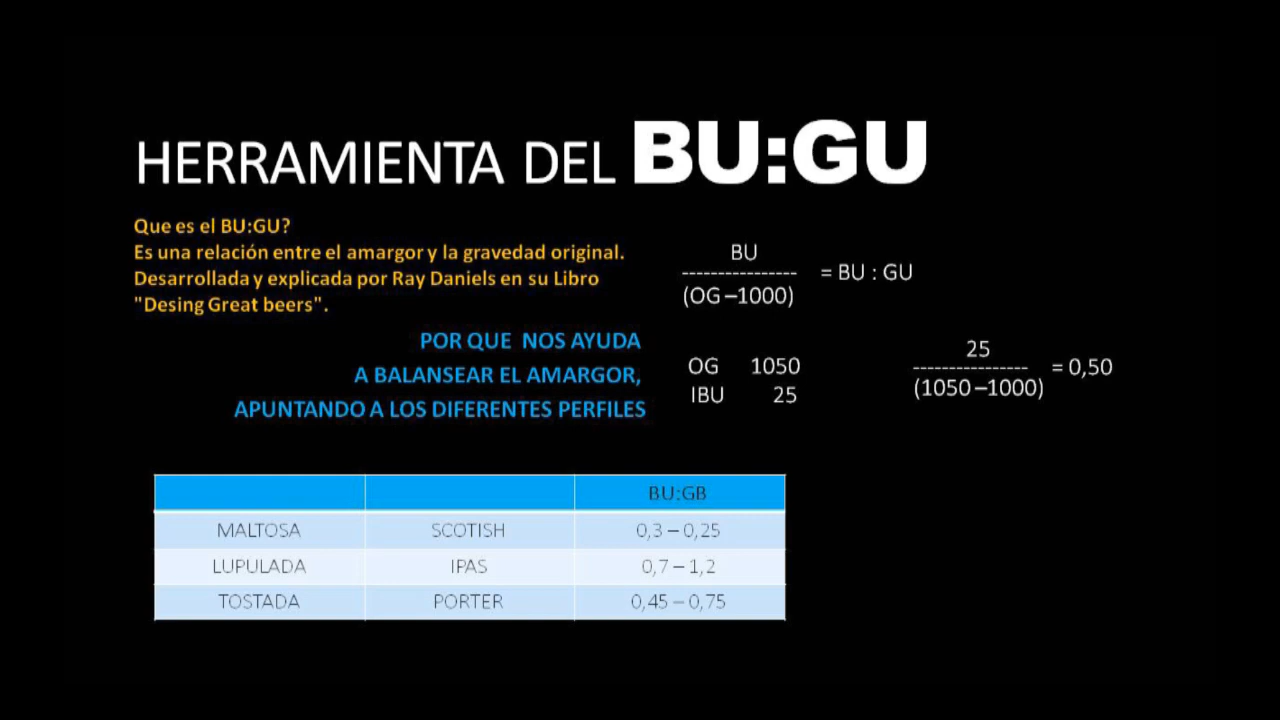 HERRAMIENTA DEL BU:GU
Que es el BU:GU?
Es una relación entre el amargor y la gravedad original.
Desarrollada y explicada por Ray Daniels en su Libro
"Desing Great beers".
POR QUE NOS AYUDA
A BALANSEAR EL AMARGOR,
APUNTANDO A LOS DIFERENTES PERFILES
BU
---------------- = BU : GU
(OG –1000)
OG 1050
IBU 25
25
---------------- = 0,50
(1050 –1000)
BU:GB
MALTOSA SCOTISH 0,3 – 0,25
LUPULADA IPAS 0,7 – 1,2
TOSTADA PORTER 0,45 – 0,75